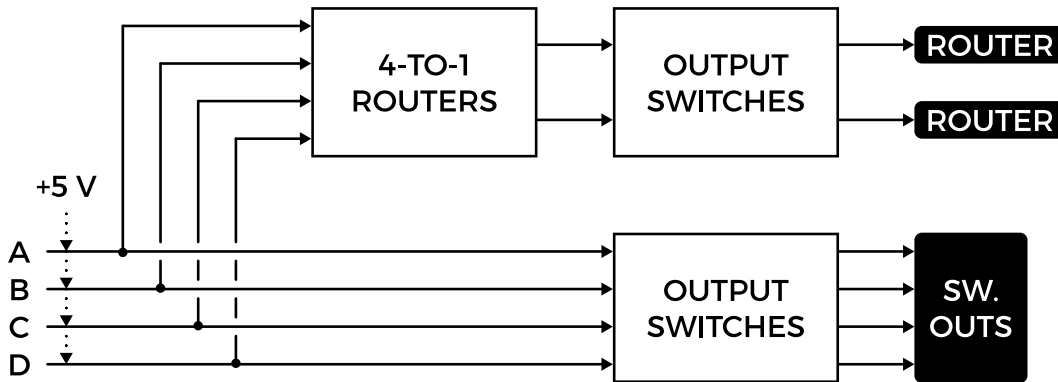 4-TO-1
ROUTERS
OUTPUT
SWITCHES
ROUTER
ROUTER
+5 V
A
B
C
D
OUTPUT
SWITCHES
SW.
OUTS